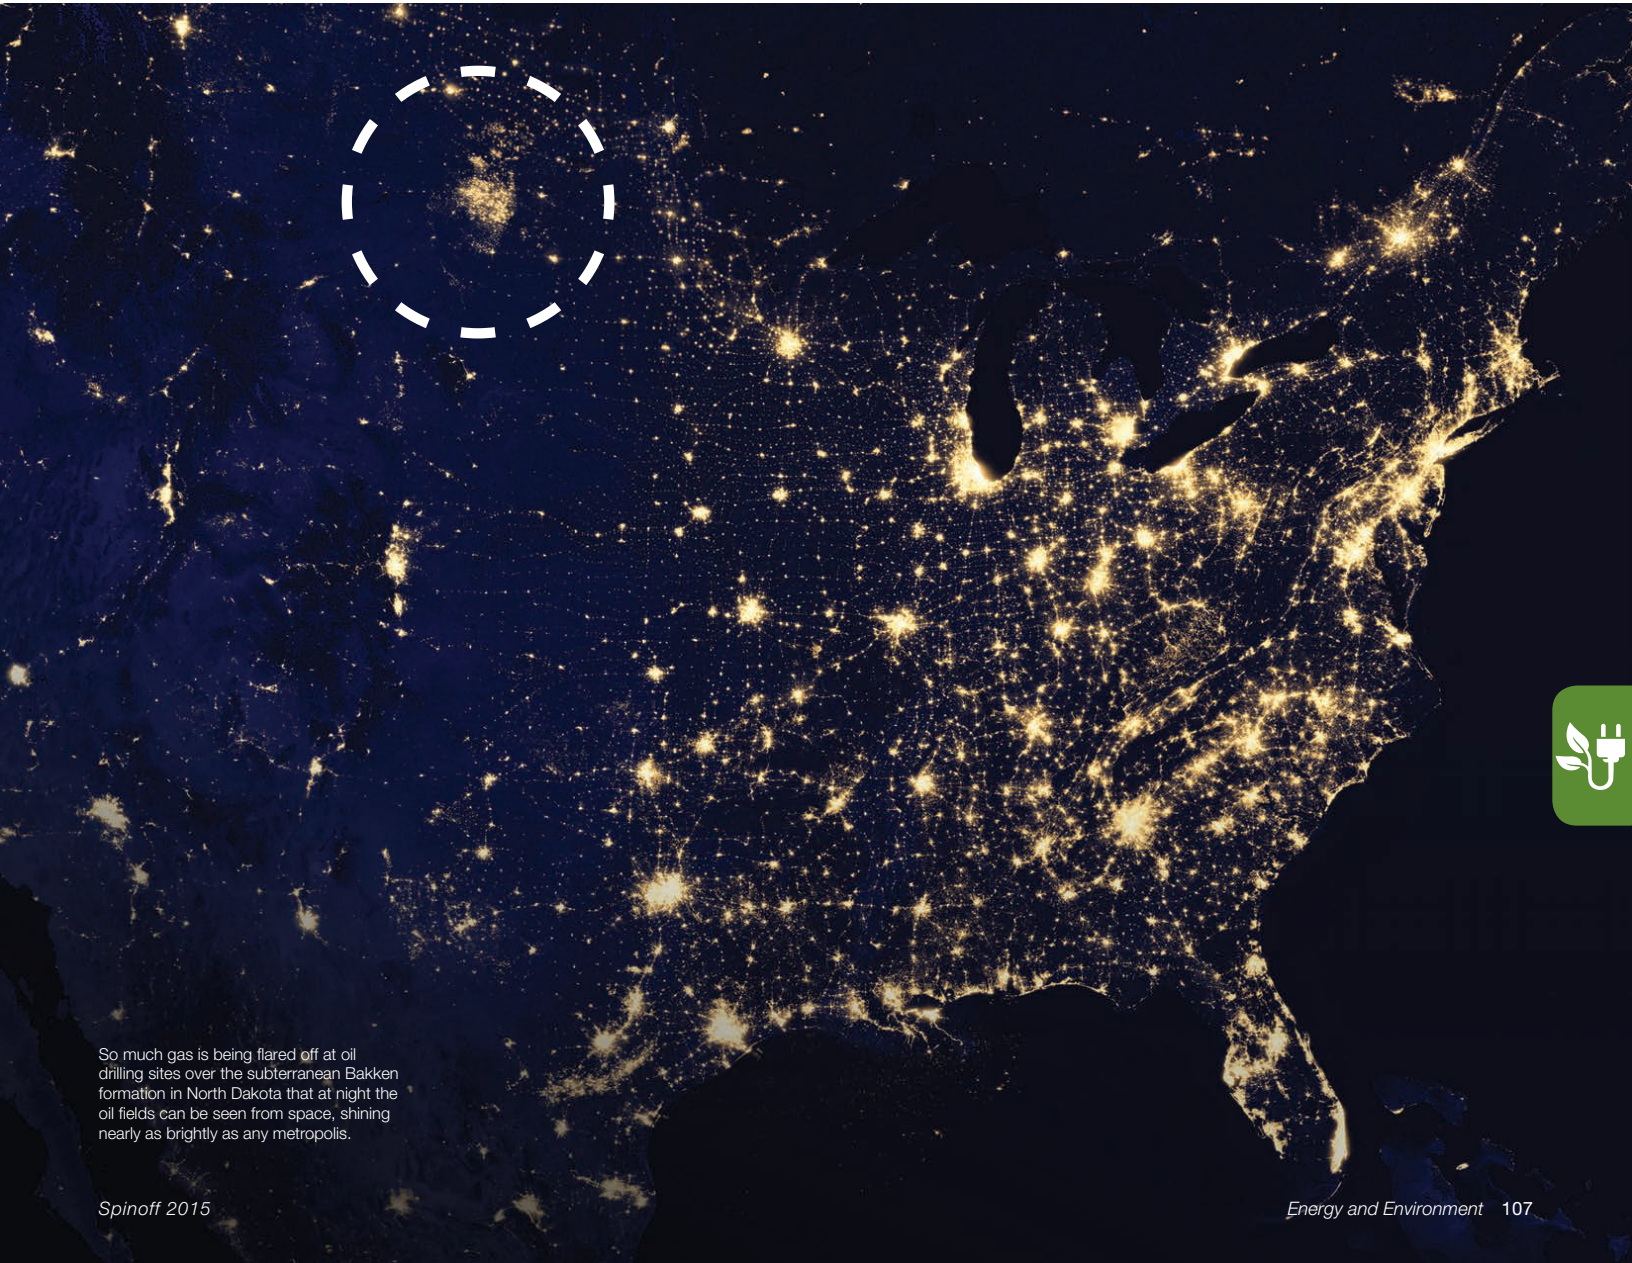 So much gas is being flared off at oil
drilling sites over the subterranean Bakken
formation in North Dakota that at night the
oil fields can be seen from space, shining
nearly as brightly as any metropolis.
Spinoff 2015
Energy and Environment 107